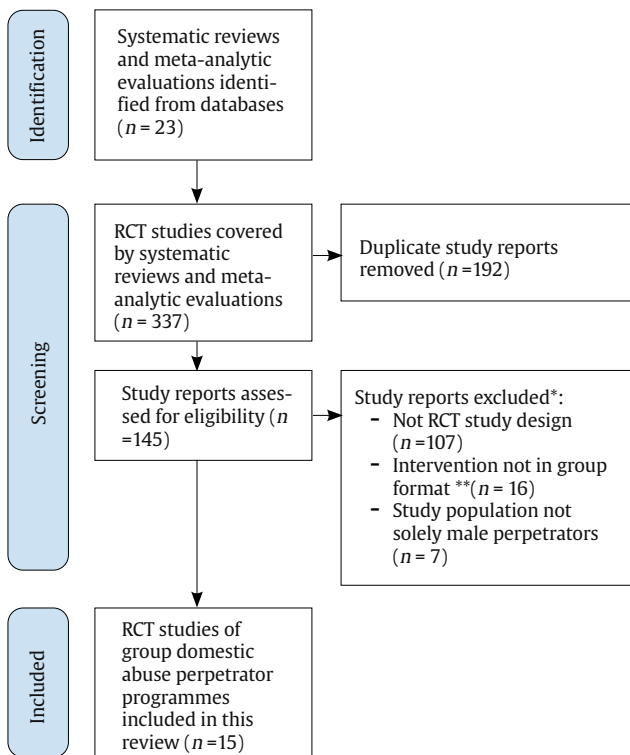 Identification
Systematic reviews
and meta-analytic
evaluations identi-
fied from databases
(n = 23)
Screening
RCT studies covered
by systematic
reviews and meta-
analytic evaluations
(n = 337)
Duplicate study reports
removed (n =192)
Study reports asses-
sed for eligibility (n
=145)
Study reports excluded*:
- Not RCT study design
(n =107)
- Intervention not in group
format **(n = 16)
- Study population not
solely male perpetrators
(n = 7)
Included
RCT studies of
group domestic
abuse perpetrator
programmes
included in this
review (n =15)